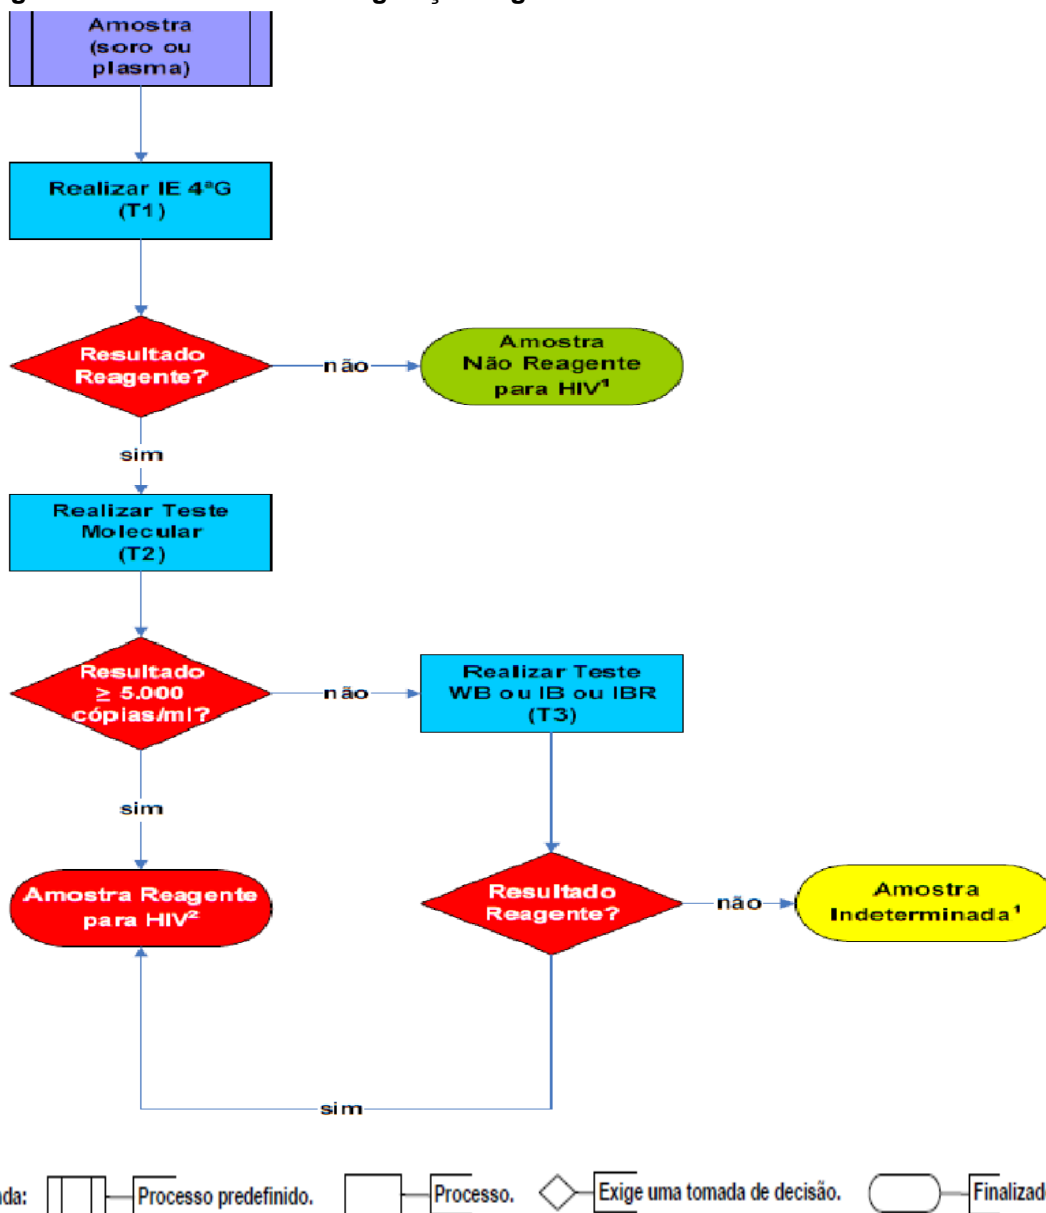 Amostra
(soro ou
plasma)
Realizar IE 4ªG
(T1)
Resultado
Reagente?
não
Amostra
Não Reagente
para HIV¹
sim
Realizar Teste
Molecular
(T2)
Resultado
≥ 5.000
cópias/ml?
não
Realizar Teste
WB ou IB ou IBR
(T3)
sim
Amostra Reagente
para HIV²
Resultado
Reagente?
não
Amostra
Indeterminada¹
sim
Processo predefinido.
Processo.
Exige uma tomada de decisão.